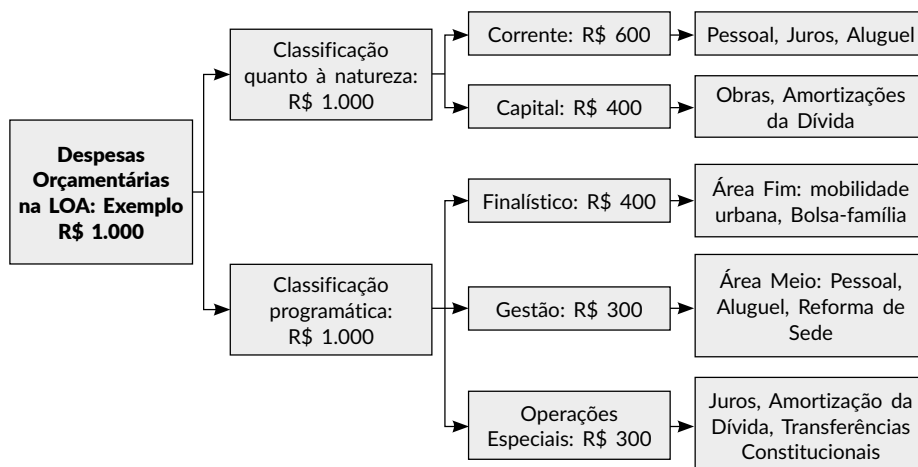 Despesas
Orçamentárias
na LOA: Exemplo
R$ 1.000
Classificação
quanto à natureza:
R$ 1.000
Corrente: R$ 600
Pessoal, Juros, Aluguel
Capital: R$ 400
Obras, Amortizações
da Dívida
Classificação
programática:
R$ 1.000
Finalístico: R$ 400
Área Fim: mobilidade
urbana, Bolsa-família
Gestão: R$ 300
Área Meio: Pessoal,
Aluguel, Reforma de
Sede
Operações
Especiais: R$ 300
Juros, Amortização da
Dívida, Transferências
Constitucionais